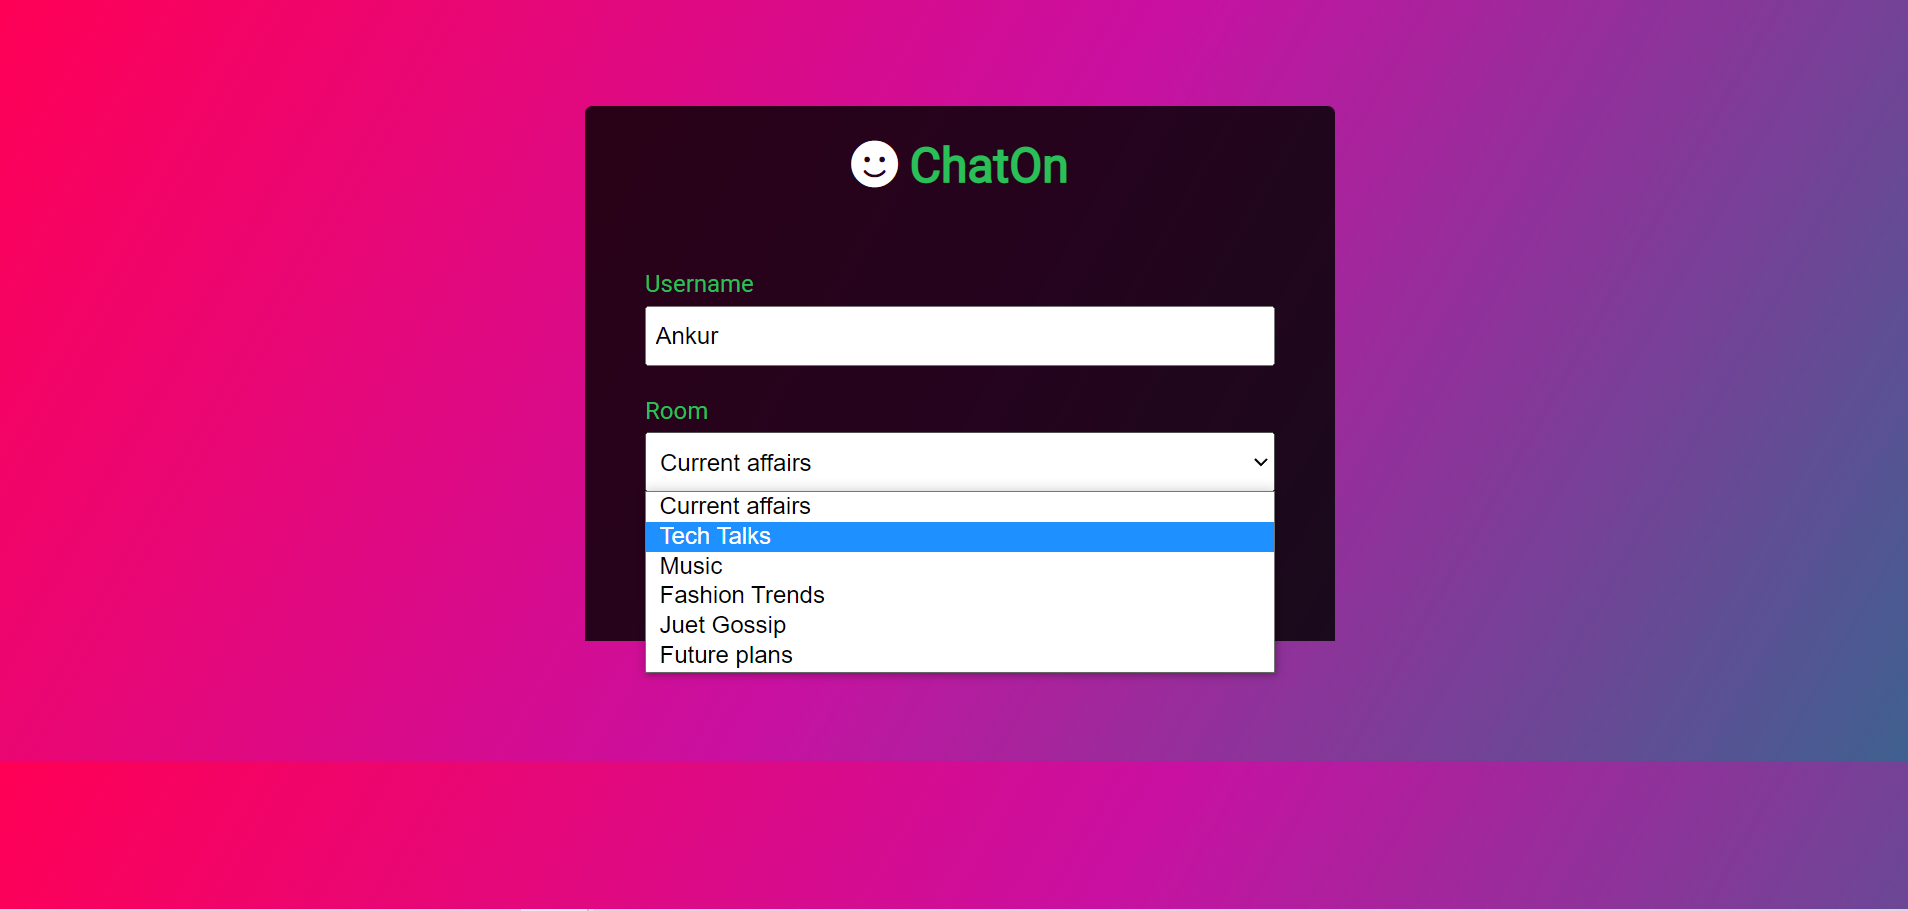 ChatOn
Username
Ankur
Room
Current affairs
Current affairs
Tech Talks
Music
Fashion Trends
Juet Gossip
Future plans